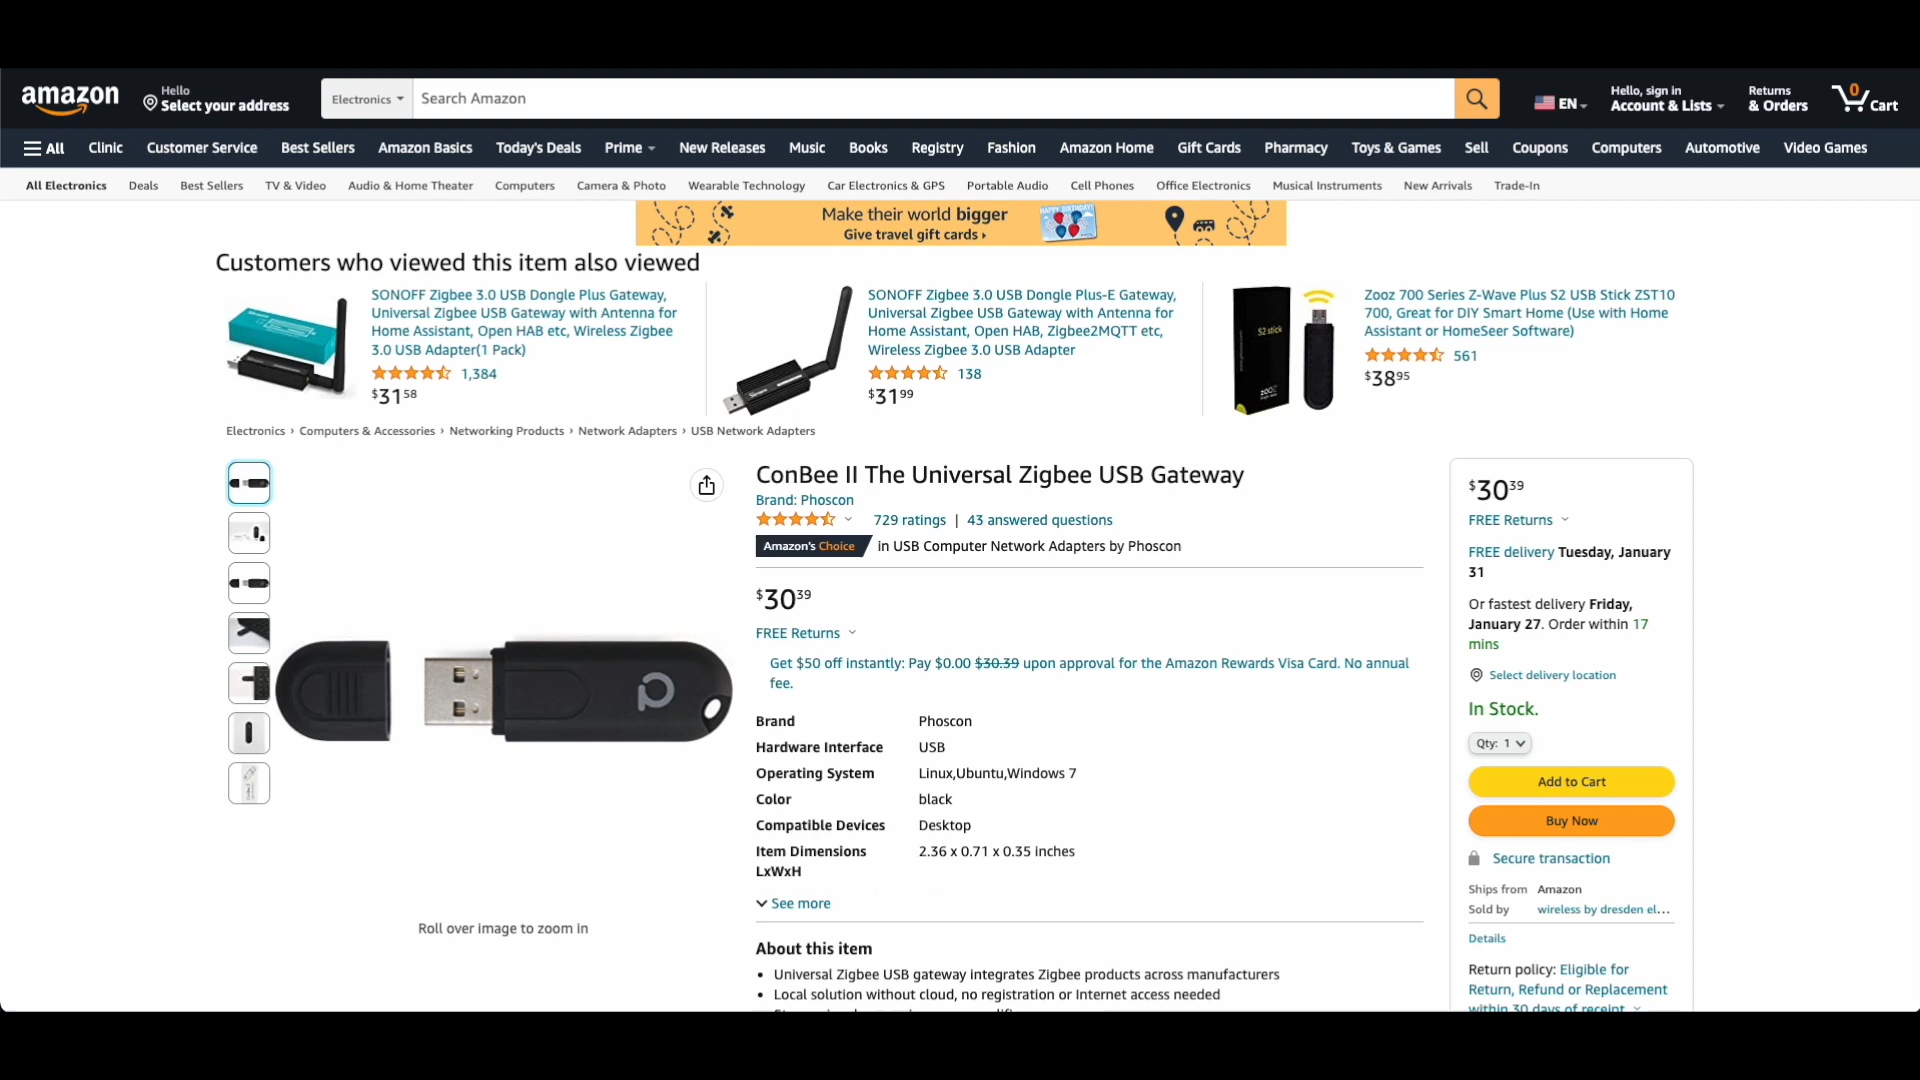 amazon
Hello
Select your address
Electronics
Search Amazon
EN
Hello, sign in
Account & Lists
Returns
& Orders
0
Cart
All
Clinic
Customer Service
Best Sellers
Amazon Basics
Today's Deals
Prime
New Releases
Music
Books
Registry
Fashion
Amazon Home
Gift Cards
Pharmacy
Toys & Games
Sell
Coupons
Computers
Automotive
Video Games
All Electronics
Deals
Best Sellers
TV & Video
Audio & Home Theater
Computers
Camera & Photo
Wearable Technology
Car Electronics & GPS
Portable Audio
Cell Phones
Office Electronics
Musical Instruments
New Arrivals
Trade-In
Make their world bigger
Give travel gift cards ›
HAPPY BIRTHDAY!
Customers who viewed this item also viewed
SONOFF Zigbee 3.0 USB Dongle Plus Gateway,
Universal Zigbee USB Gateway with Antenna for
Home Assistant, Open HAB etc, Wireless Zigbee
3.0 USB Adapter(1 Pack)
1,384
$31 58
SONOFF Zigbee 3.0 USB Dongle Plus-E Gateway,
Universal Zigbee USB Gateway with Antenna for
Home Assistant, Open HAB, Zigbee2MQTT etc,
Wireless Zigbee 3.0 USB Adapter
138
$31 99
S2 stick
zooz
Zooz 700 Series Z-Wave Plus S2 USB Stick ZST10
700, Great for DIY Smart Home (Use with Home
Assistant or HomeSeer Software)
561
$38 95
Electronics › Computers & Accessories › Networking Products › Network Adapters › USB Network Adapters
ConBee II The Universal Zigbee USB Gateway
Brand: Phoscon
729 ratings | 43 answered questions
Amazon's Choice in USB Computer Network Adapters by Phoscon
$30 39
FREE Returns
Get $50 off instantly: Pay $0.00 $30.39 upon approval for the Amazon Rewards Visa Card. No annual
fee.
Brand Phoscon
Hardware Interface USB
Operating System Linux,Ubuntu,Windows 7
Color black
Compatible Devices Desktop
Item Dimensions 2.36 x 0.71 x 0.35 inches
LxWxH
See more
About this item
• Universal Zigbee USB gateway integrates Zigbee products across manufacturers
• Local solution without cloud, no registration or Internet access needed
Roll over image to zoom in
$30 39
FREE Returns
FREE delivery Tuesday, January
31
Or fastest delivery Friday,
January 27. Order within 17
mins
Select delivery location
In Stock.
Qty: 1
Add to Cart
Buy Now
Secure transaction
Ships from Amazon
Sold by wireless by dresden el...
Details
Return policy: Eligible for
Return, Refund or Replacement
within 30 days of receipt